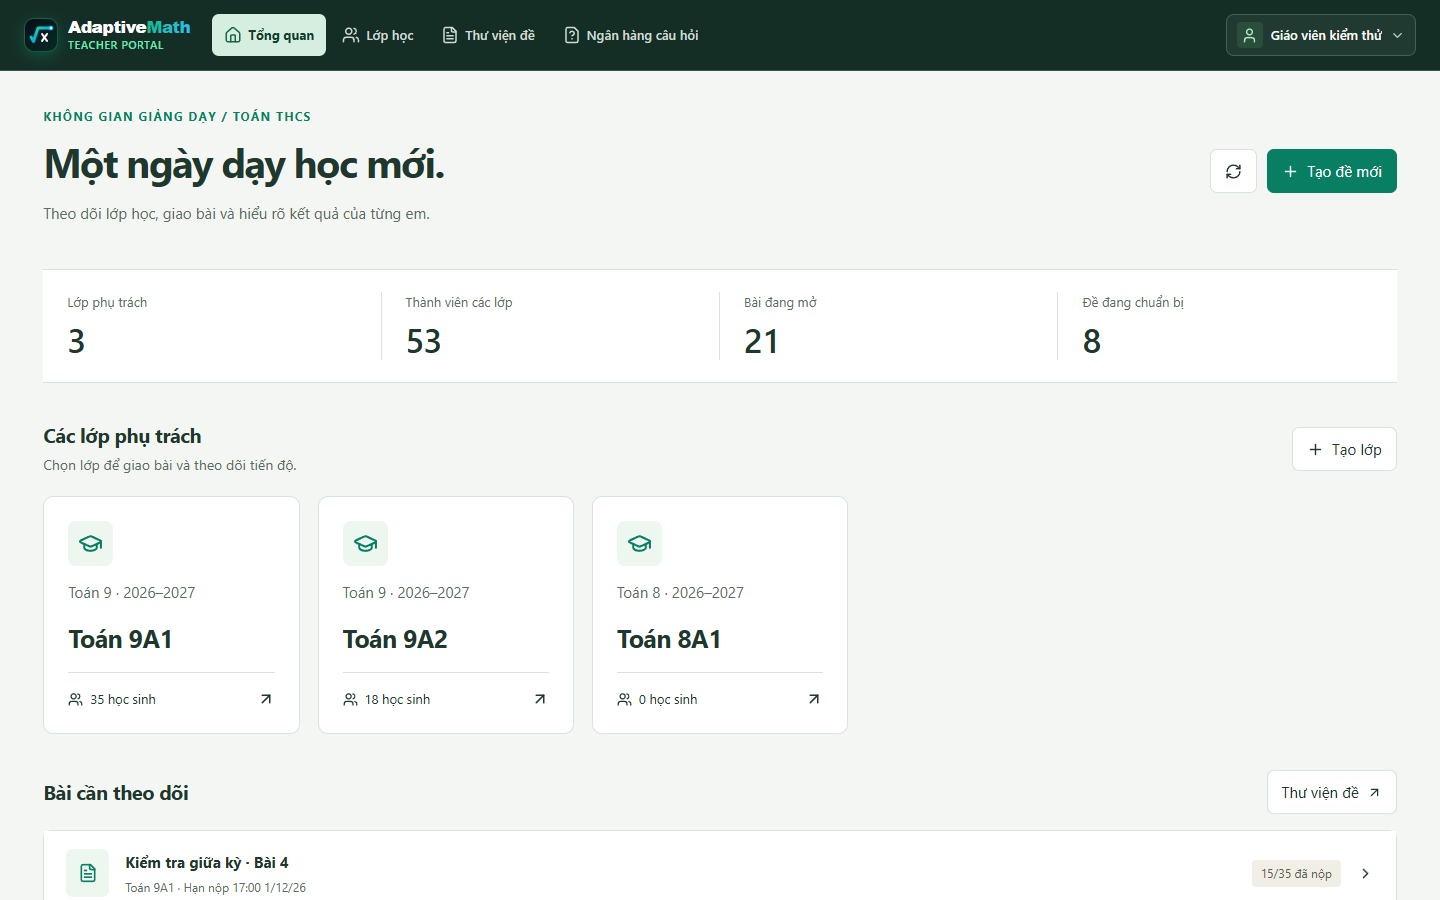 AdaptiveMath
TEACHER PORTAL
Tổng quan
Lớp học
Thư viện đề
Ngân hàng câu hỏi
Giáo viên kiểm thử
KHÔNG GIAN GIẢNG DẠY / TOÁN THCS
Một ngày dạy học mới.
Theo dõi lớp học, giao bài và hiểu rõ kết quả của từng em.
Tạo đề mới
Lớp phụ trách
3
Thành viên các lớp
53
Bài đang mở
21
Đề đang chuẩn bị
8
Các lớp phụ trách
Chọn lớp để giao bài và theo dõi tiến độ.
Tạo lớp
Toán 9 · 2026–2027
Toán 9A1
35 học sinh
Toán 9 · 2026–2027
Toán 9A2
18 học sinh
Toán 8 · 2026–2027
Toán 8A1
0 học sinh
Bài cần theo dõi
Thư viện đề
Kiểm tra giữa kỳ · Bài 4
Toán 9A1 · Hạn nộp 17:00 1/12/26
15/35 đã nộp